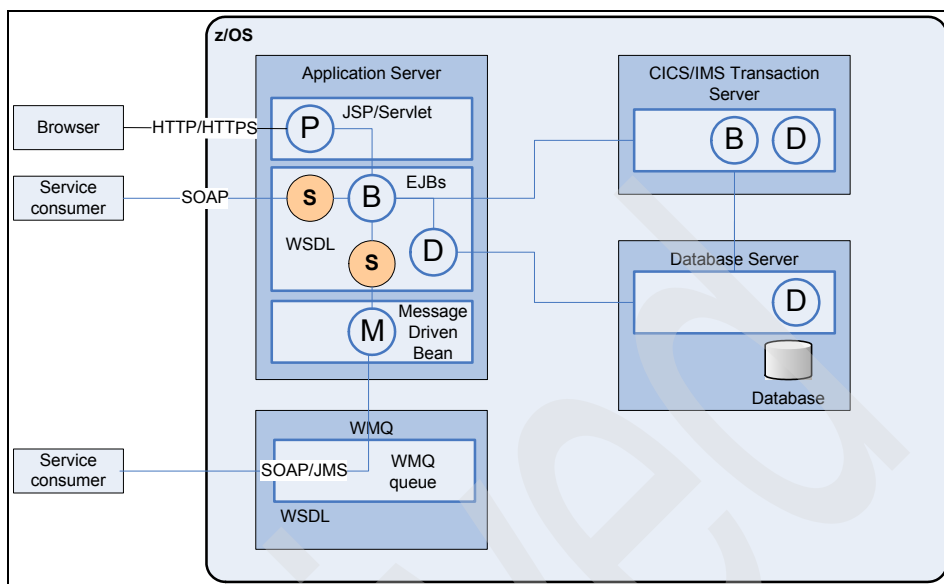 z/OS
Application Server
JSP/Servlet
P
Browser
HTTP/HTTPS
Service
consumer
SOAP
S
B
EJBs
WSDL
S
D
M
Message
Driven
Bean
CICS/IMS Transaction
Server
B
D
Database Server
D
Database
WMQ
Service
consumer
SOAP/JMS
WMQ
queue
WSDL